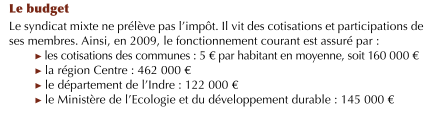 Le budget
Le syndicat mixte ne prélève pas l'impôt. Il vit des cotisations et participations de
ses membres. Ainsi, en 2009, le fonctionnement courant est assuré par :
► les cotisations des communes : 5 € par habitant en moyenne, soit 160 000 €
► la région Centre : 462 000 €
► le département de l'Indre : 122 000 €
► le Ministère de l'Ecologie et du développement durable : 145 000 €